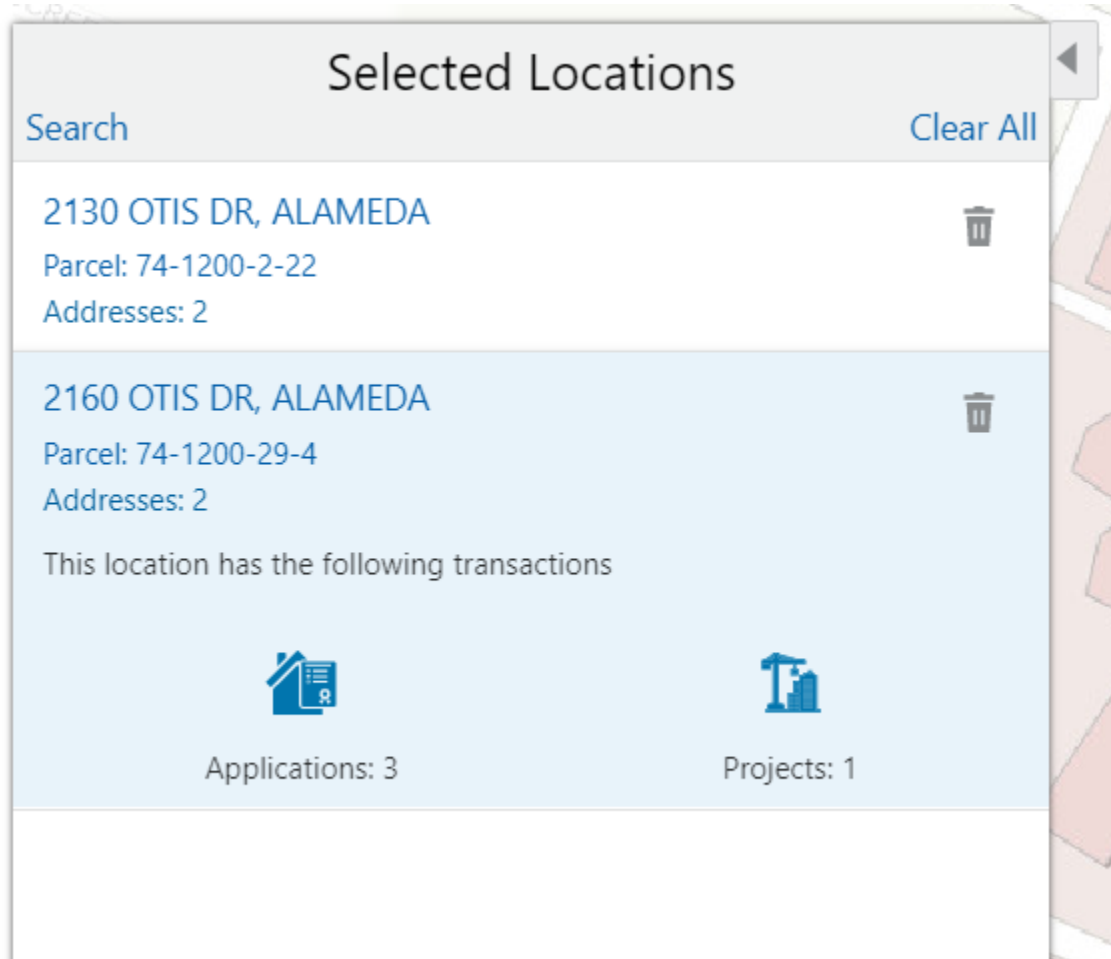 Selected Locations
Search Clear All
2130 OTIS DR, ALAMEDA
Parcel: 74-1200-2-22
Addresses: 2
2160 OTIS DR, ALAMEDA
Parcel: 74-1200-29-4
Addresses: 2
This location has the following transactions
Applications: 3 Projects: 1